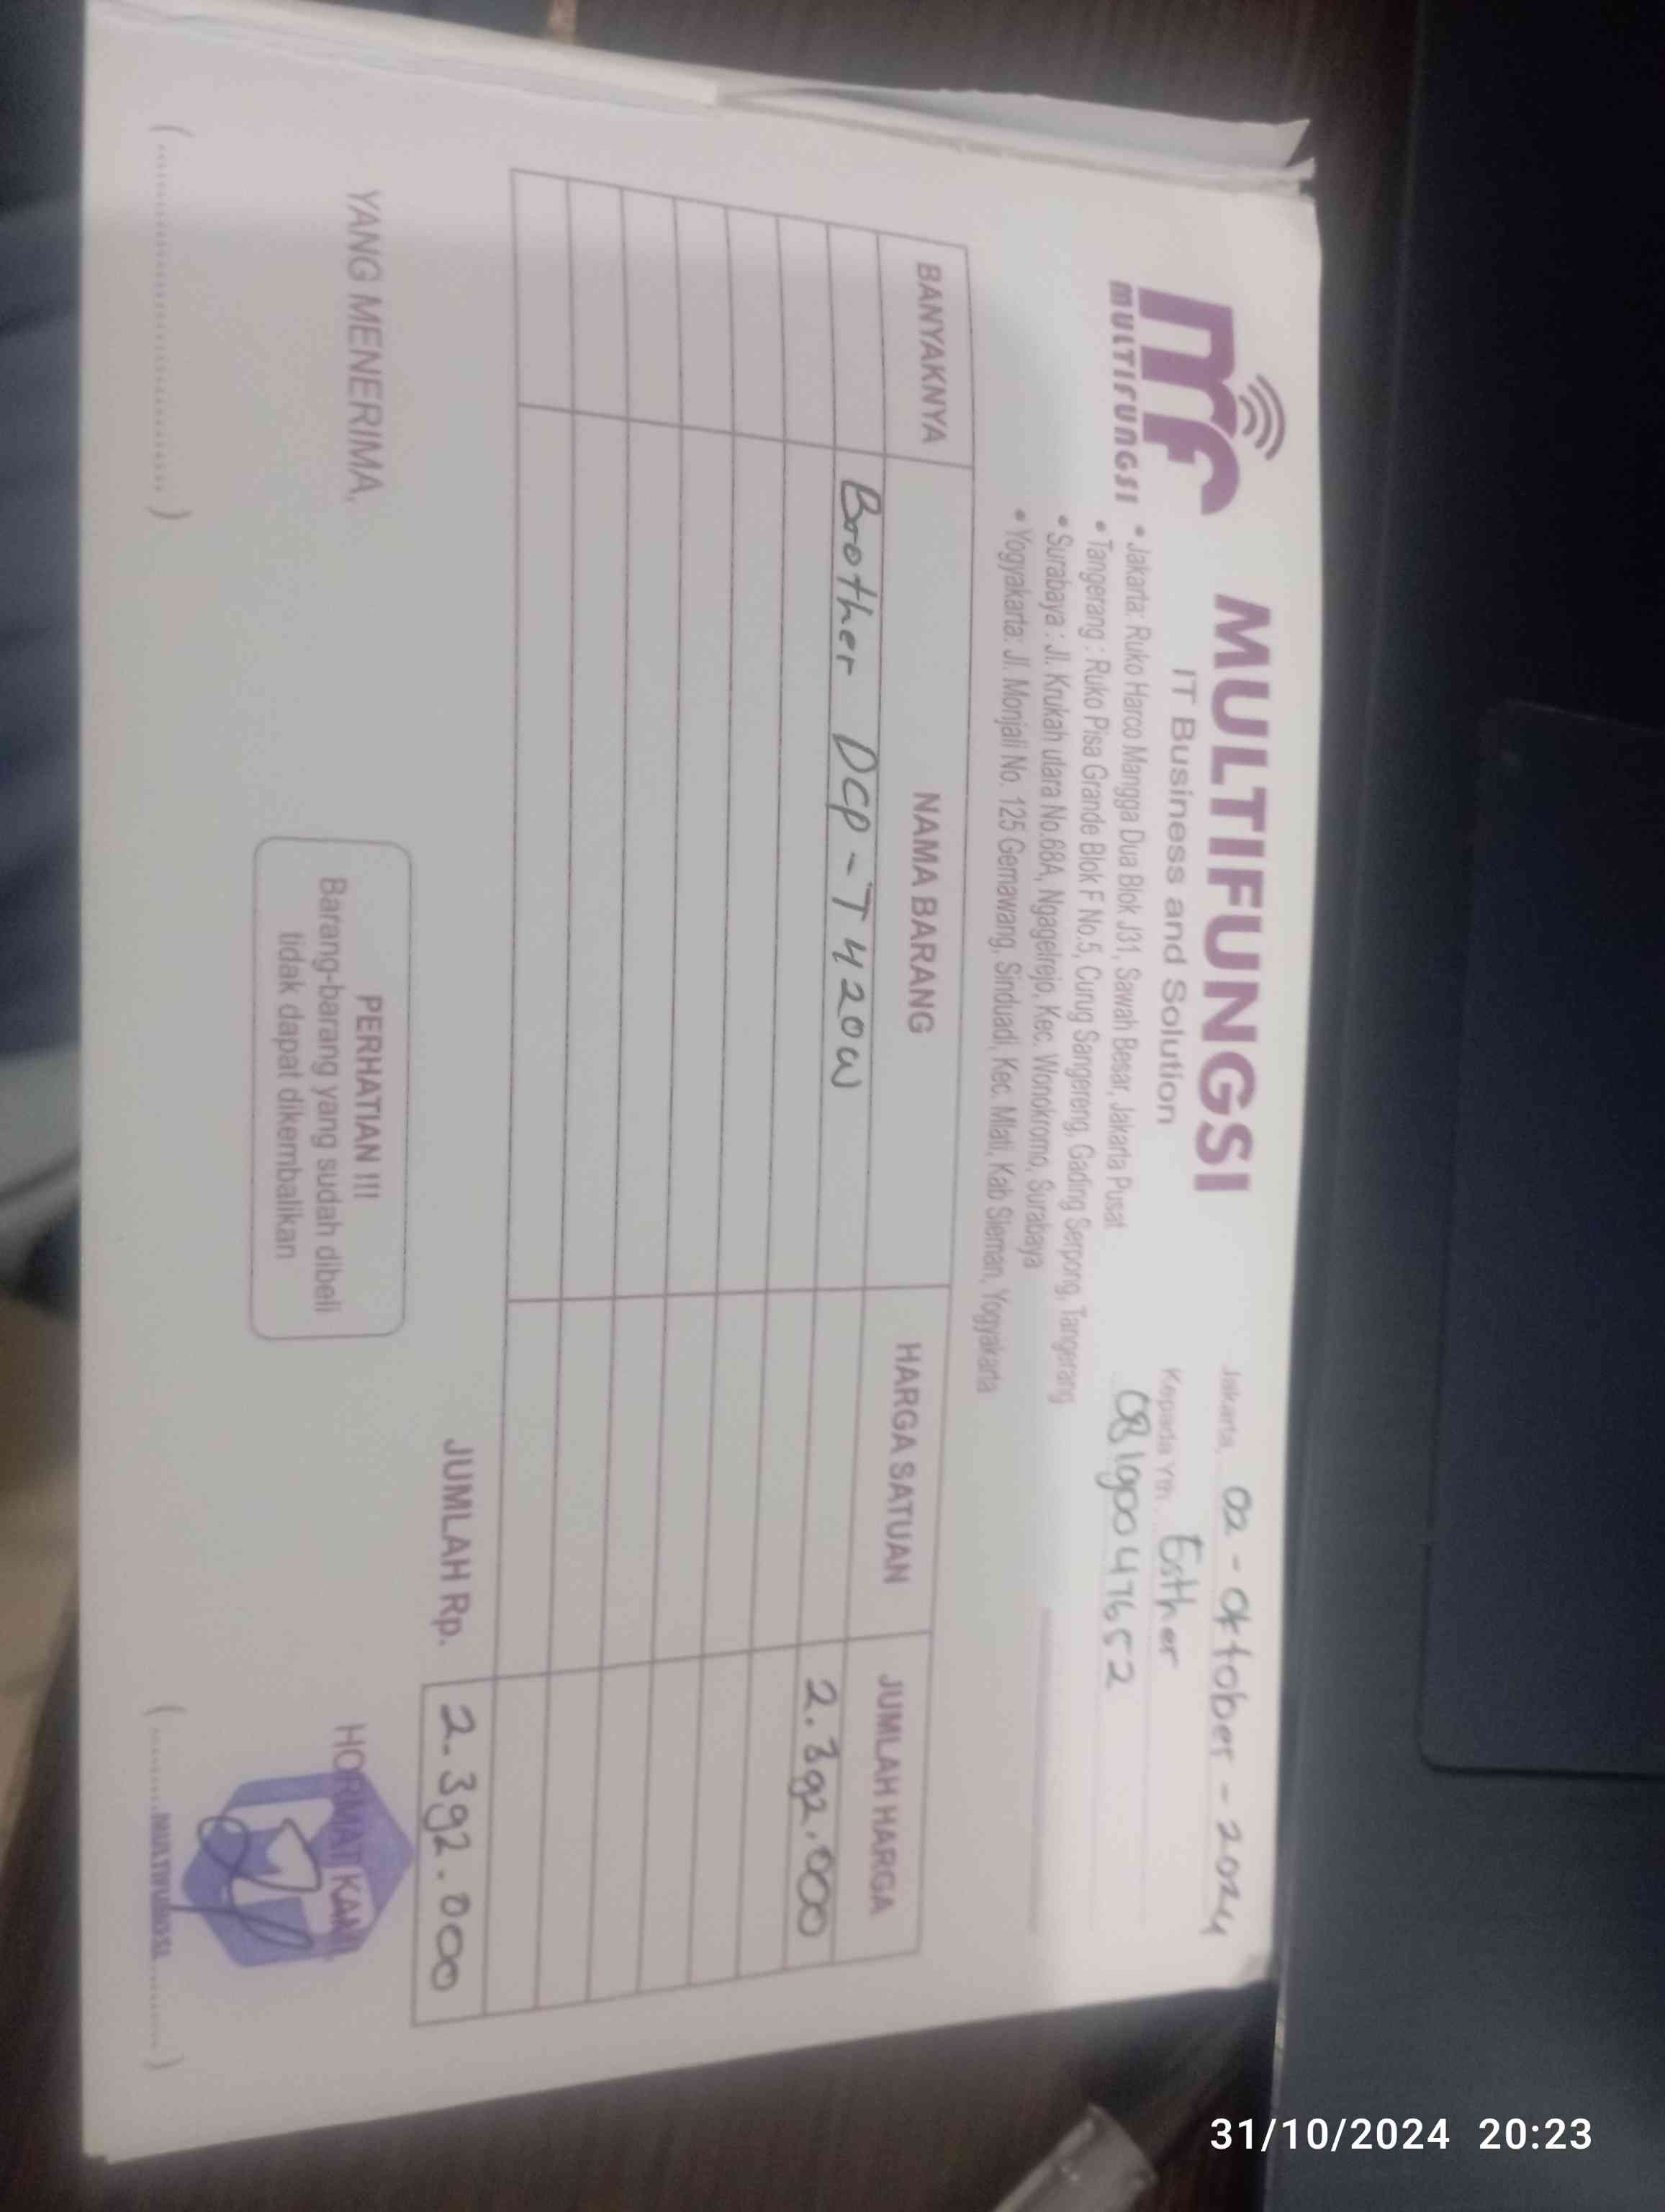 MULTIFUNGSI
MULTIFUNGSI
IT Business and Solution
• Jakarta: Ruko Harco Mangga Dua Blok J31, Sawah Besar, Jakarta Pusat
• Tangerang : Ruko Pisa Grande Blok F No.5, Curug Sangereng, Gading Serpong, Tangerang
• Surabaya : Jl. Krukah utara No.68A, Ngagelrejo, Kec. Wonokromo, Surabaya
• Yogyakarta: Jl. Monjali No. 125 Gemawang, Sinduadi, Kec. Mlati, Kab Sleman, Yogyakarta
Jakarta, 02 - Oktober - 2024
Kepada Yth. Esther
08190047652
BANYAKNYA NAMA BARANG HARGA SATUAN JUMLAH HARGA
Brother DCP - T420W 2.392.000
JUMLAH Rp. 2.392.000
YANG MENERIMA,
PERHATIAN !!!
Barang-barang yang sudah dibeli
tidak dapat dikembalikan
HORMAT KAMI,
(....................)
(.....MULTIFUNGSI.....)
31/10/2024 20:23